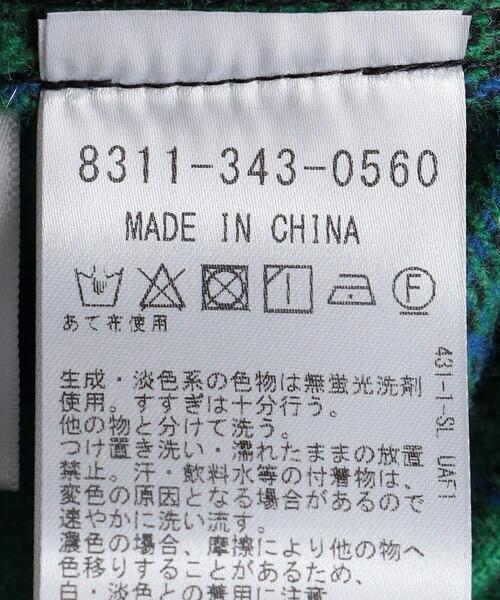 8311-343-0560
MADE IN CHINA
F
あて布使用
生成・淡色系の色物は無蛍光洗剤
使用。すすぎは十分行う。
他の物と分けて洗う。
つけ置き洗い・濡れたままの放置
禁止。汗・飲料水等の付着物は、
変色の原因となる場合があるので
速やかに洗い流す。
濃色の場合、摩擦により他の物へ
色移りすることがあるため、
白・淡色との着用に注意
431-1-SL UAF1